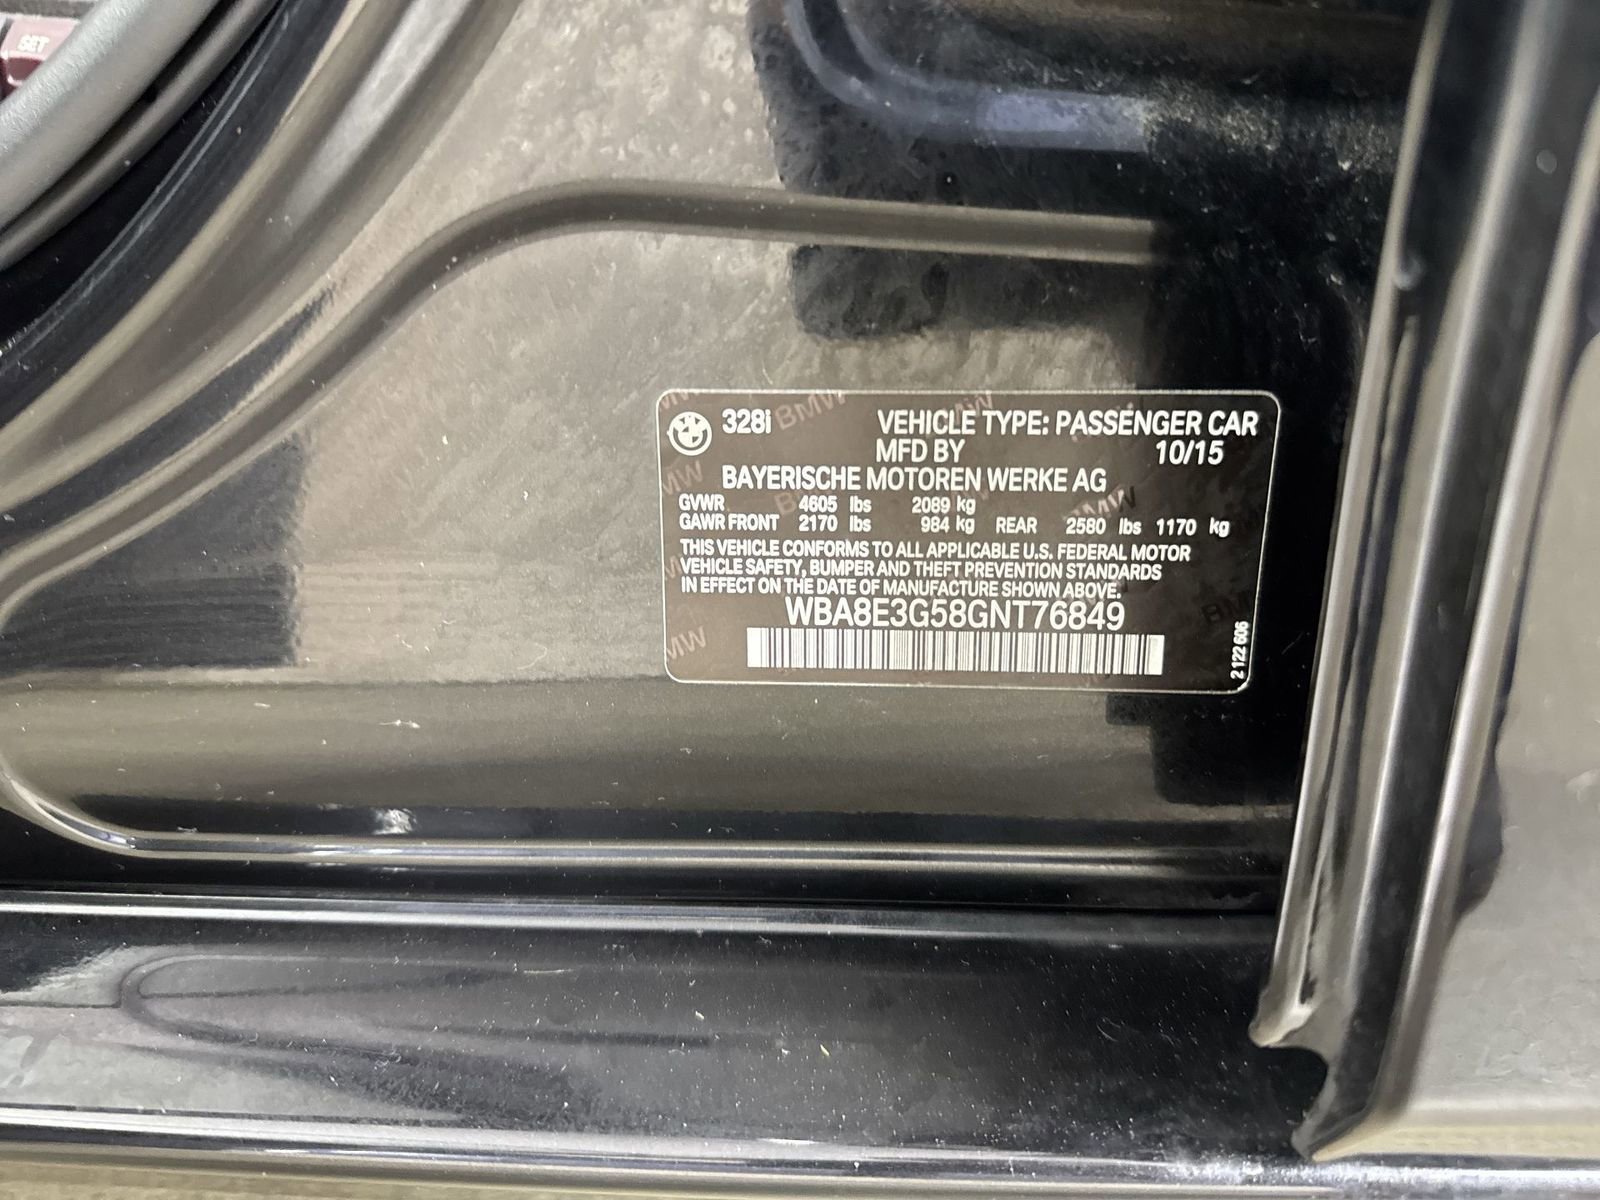 SET
328i VEHICLE TYPE: PASSENGER CAR
MFD BY 10/15
BAYERISCHE MOTOREN WERKE AG
GVWR 4605 lbs 2089 kg
GAWR FRONT 2170 lbs 984 kg REAR 2580 lbs 1170 kg
THIS VEHICLE CONFORMS TO ALL APPLICABLE U.S. FEDERAL MOTOR
VEHICLE SAFETY, BUMPER AND THEFT PREVENTION STANDARDS
IN EFFECT ON THE DATE OF MANUFACTURE SHOWN ABOVE.
WBA8E3G58GNT76849
2 122 606